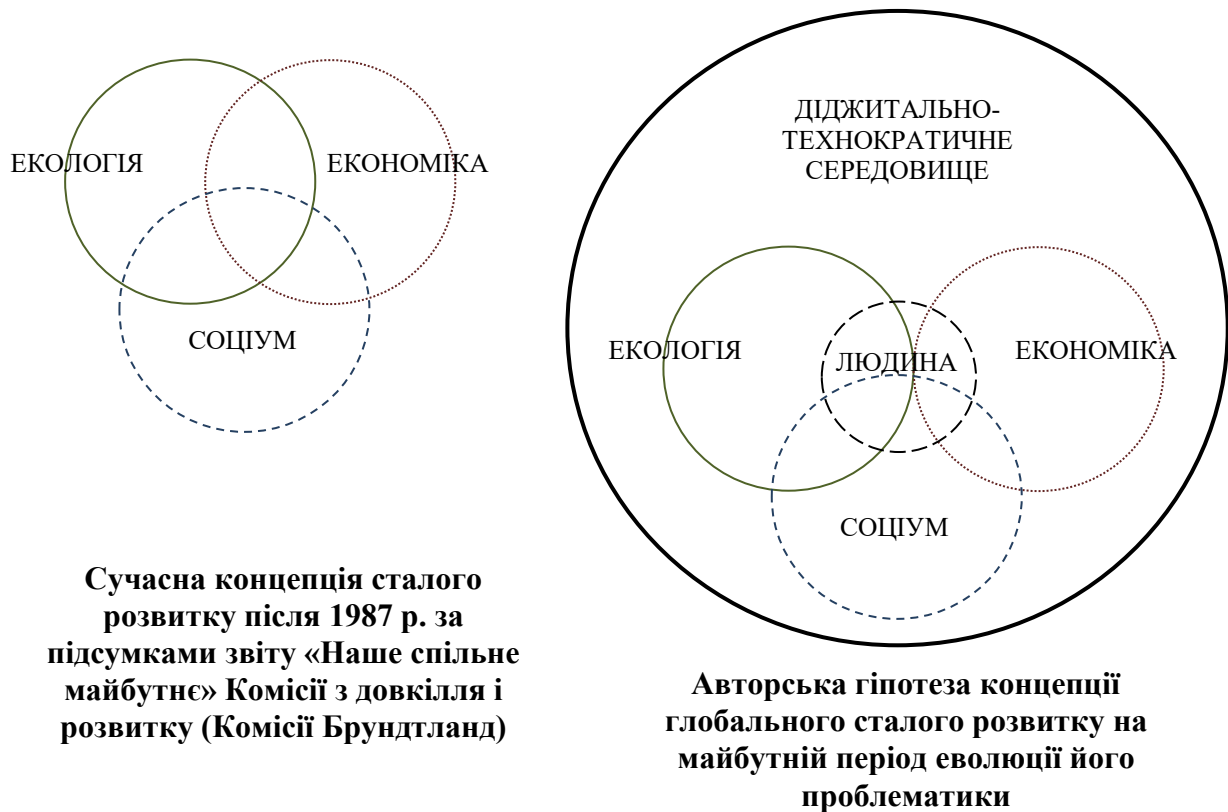 ЕКОЛОГІЯ
ЕКОНОМІКА
СОЦІУМ
Сучасна концепція сталого
розвитку після 1987 р. за
підсумками звіту «Наше спільне
майбутнє» Комісії з довкілля і
розвитку (Комісії Брундтланд)
ДІДЖИТАЛЬНО-
ТЕХНОКРАТИЧНЕ
СЕРЕДОВИЩЕ
ЕКОЛОГІЯ
ЛЮДИНА
ЕКОНОМІКА
СОЦІУМ
Авторська гіпотеза концепції
глобального сталого розвитку на
майбутній період еволюції його
проблематики